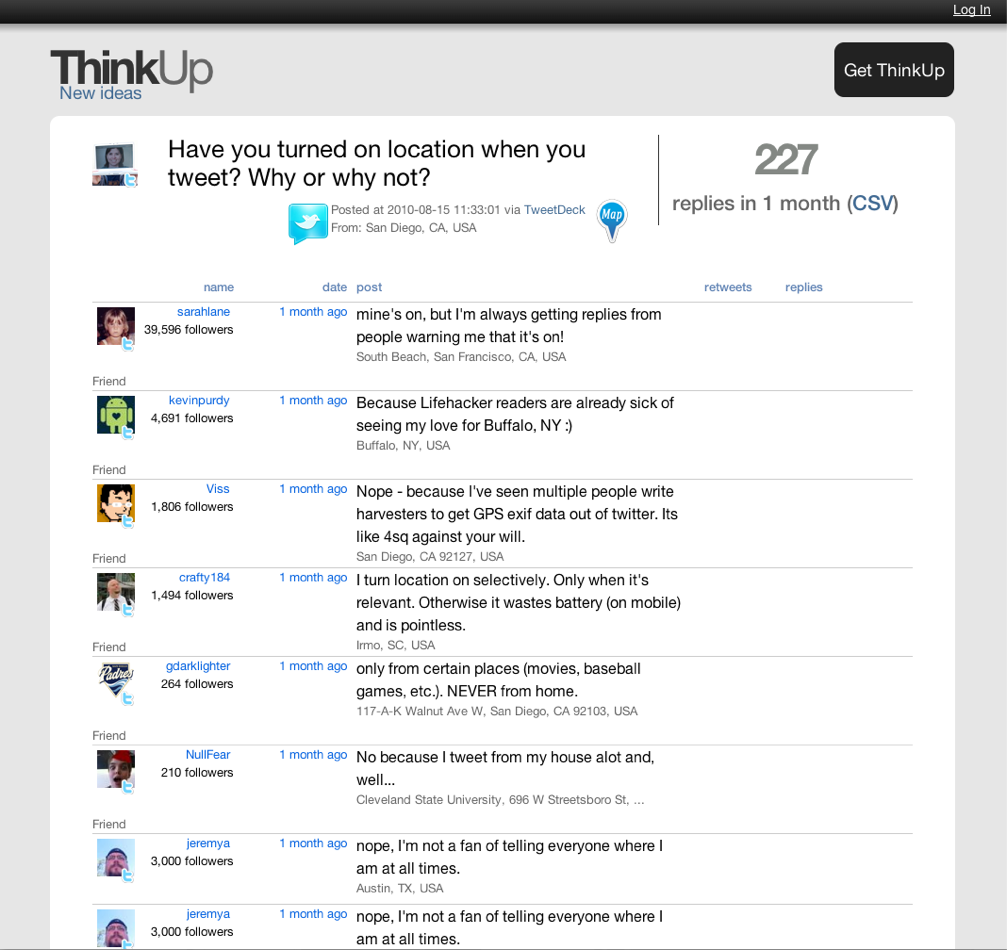 Log In
ThinkUp
New ideas
Get ThinkUp
Have you turned on location when you
tweet? Why or why not?
Posted at 2010-08-15 11:33:01 via TweetDeck
From: San Diego, CA, USA
Map
227
replies in 1 month (CSV)
name date post retweets replies
sarahlane 1 month ago mine's on, but I'm always getting replies from
39,596 followers people warning me that it's on!
South Beach, San Francisco, CA, USA
Friend
kevinpurdy 1 month ago Because Lifehacker readers are already sick of
4,691 followers seeing my love for Buffalo, NY :)
Buffalo, NY, USA
Friend
Viss 1 month ago Nope - because I've seen multiple people write
1,806 followers harvesters to get GPS exif data out of twitter. Its
like 4sq against your will.
San Diego, CA 92127, USA
Friend
crafty184 1 month ago I turn location on selectively. Only when it's
1,494 followers relevant. Otherwise it wastes battery (on mobile)
and is pointless.
Irmo, SC, USA
Friend
gdarklighter 1 month ago only from certain places (movies, baseball
Padres
264 followers games, etc.). NEVER from home.
117-A-K Walnut Ave W, San Diego, CA 92103, USA
Friend
NullFear 1 month ago No because I tweet from my house alot and,
210 followers well...
Cleveland State University, 696 W Streetsboro St, ...
Friend
jeremya 1 month ago nope, I'm not a fan of telling everyone where I
3,000 followers am at all times.
Austin, TX, USA
jeremya 1 month ago nope, I'm not a fan of telling everyone where I
3,000 followers am at all times.